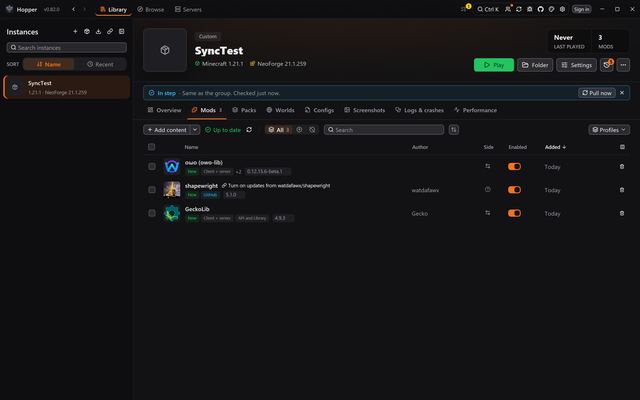 Hopper v0.82.0 Library Browse Servers 1 Ctrl K Sign in
Instances
Search instances
SORT Name Recent
SyncTest
1.21.1 · NeoForge 21.1.259
Custom
SyncTest
Minecraft 1.21.1 NeoForge 21.1.259
Never
LAST PLAYED
3
MODS
Play Folder Settings
In step · Same as the group. Checked just now. Pull now
Overview Mods 3 Packs Worlds Configs Screenshots Logs & crashes Performance
Add content Up to date All 3 Search Profiles
Name Author Side Enabled Added
oωo (owo-lib)
New Client + server +2 0.12.15.6-beta.1 Today
shapewright Turn on updates from watdafawx/shapewright
New GitHub 5.1.0 watdafawx Today
GeckoLib
New Client + server API and Library 4.9.3 Gecko Today